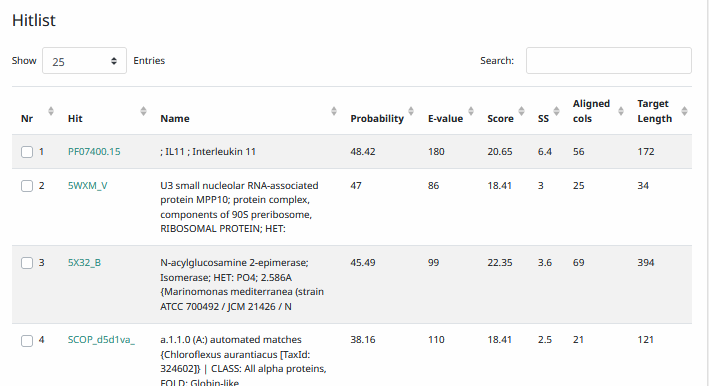 Hitlist
Show 25 Entries Search:
Nr Hit Name Probability E-value Score SS Aligned cols Target Length
1 PF07400.15 ; IL11 ; Interleukin 11 48.42 180 20.65 6.4 56 172
2 5WXM_V U3 small nucleolar RNA-associated 47 86 18.41 3 25 34
protein MPP10; protein complex,
components of 90S preribosome,
RIBOSOMAL PROTEIN; HET:
3 5X32_B N-acylglucosamine 2-epimerase; 45.49 99 22.35 3.6 69 394
Isomerase; HET: PO4; 2.586A
{Marinomonas mediterranea (strain
ATCC 700492 / JCM 21426 / N
4 SCOP_d5d1va_ a.1.1.0 (A:) automated matches 38.16 110 18.41 2.5 21 121
{Chloroflexus aurantiacus [TaxId:
324602]} | CLASS: All alpha proteins,
FOLD: Globin-like